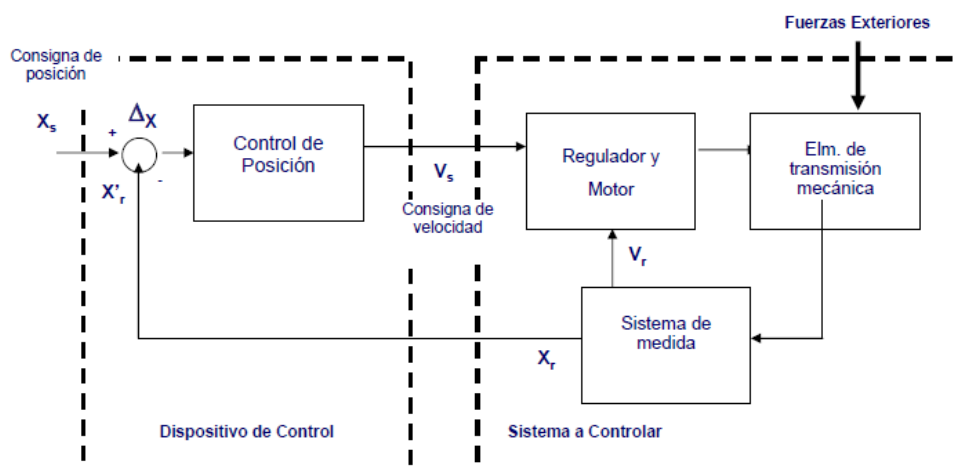 Fuerzas Exteriores
Consigna de
posición
Xs
+
ΔX
X'r
-
Control de
Posición
Vs
Consigna de
velocidad
Regulador y
Motor
Elm. de
transmisión
mecánica
Vr
Sistema de
medida
Xr
Dispositivo de Control
Sistema a Controlar